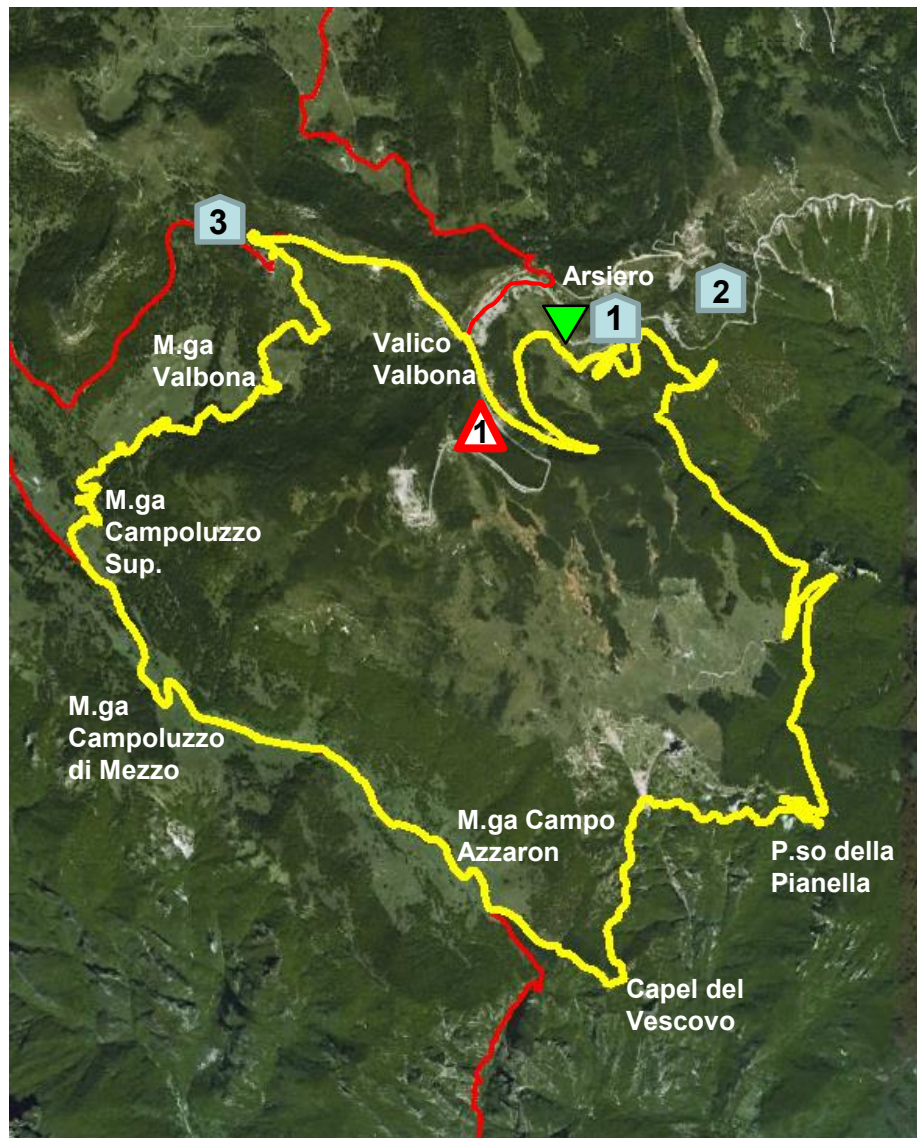 3
Arsiero
2
1
M.ga
Valbona
Valico
Valbona
1
M.ga
Campoluzzo
Sup.
M.ga
Campoluzzo
di Mezzo
M.ga Campo
Azzaron
P.so della
Pianella
Capel del
Vescovo